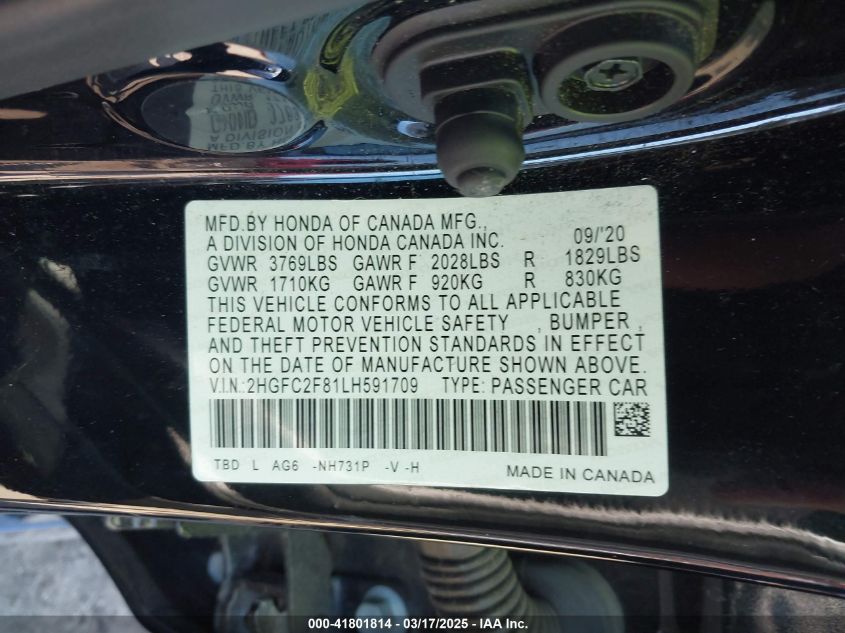 MFD.BY HONDA OF CANADA MFG.,
A DIVISION OF HONDA CANADA INC. 09/'20
GVWR 3769LBS GAWR F 2028LBS R 1829LBS
GVWR 1710KG GAWR F 920KG R 830KG
THIS VEHICLE CONFORMS TO ALL APPLICABLE
FEDERAL MOTOR VEHICLE SAFETY , BUMPER ,
AND THEFT PREVENTION STANDARDS IN EFFECT
ON THE DATE OF MANUFACTURE SHOWN ABOVE.
V.I.N.:2HGFC2F81LH591709 TYPE: PASSENGER CAR
TBD L AG6 -NH731P -V -H MADE IN CANADA
000-41801814 - 03/17/2025 - IAAI.com